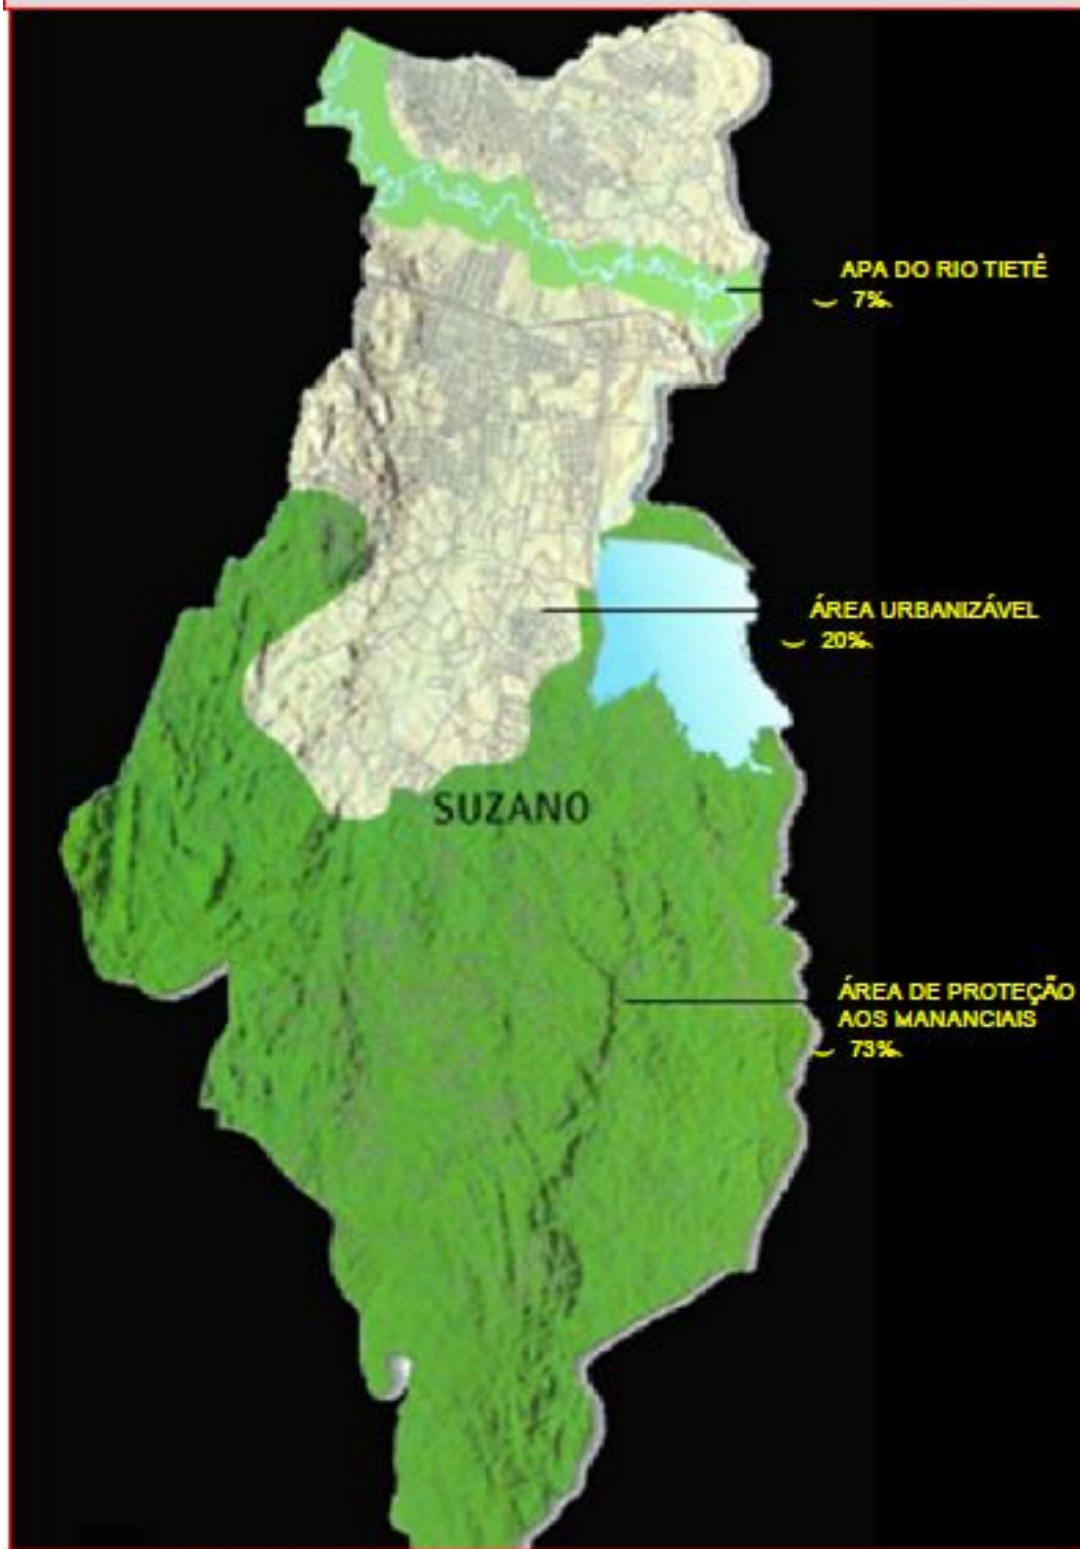 APA DO RIO TIETÊ
7%
ÁREA URBANIZÁVEL
20%
SUZANO
ÁREA DE PROTEÇÃO
AOS MANANCIAIS
73%